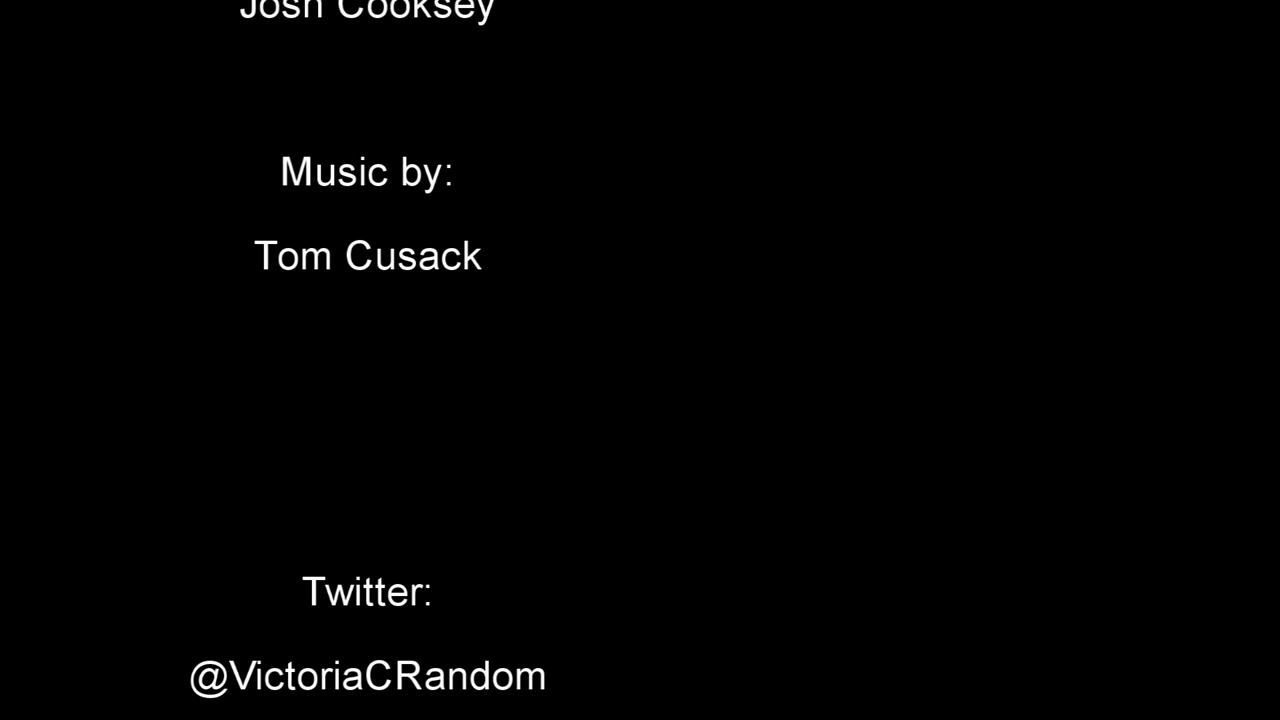 Josh Cooksey
Music by:
Tom Cusack
Twitter:
@VictoriaCRandom